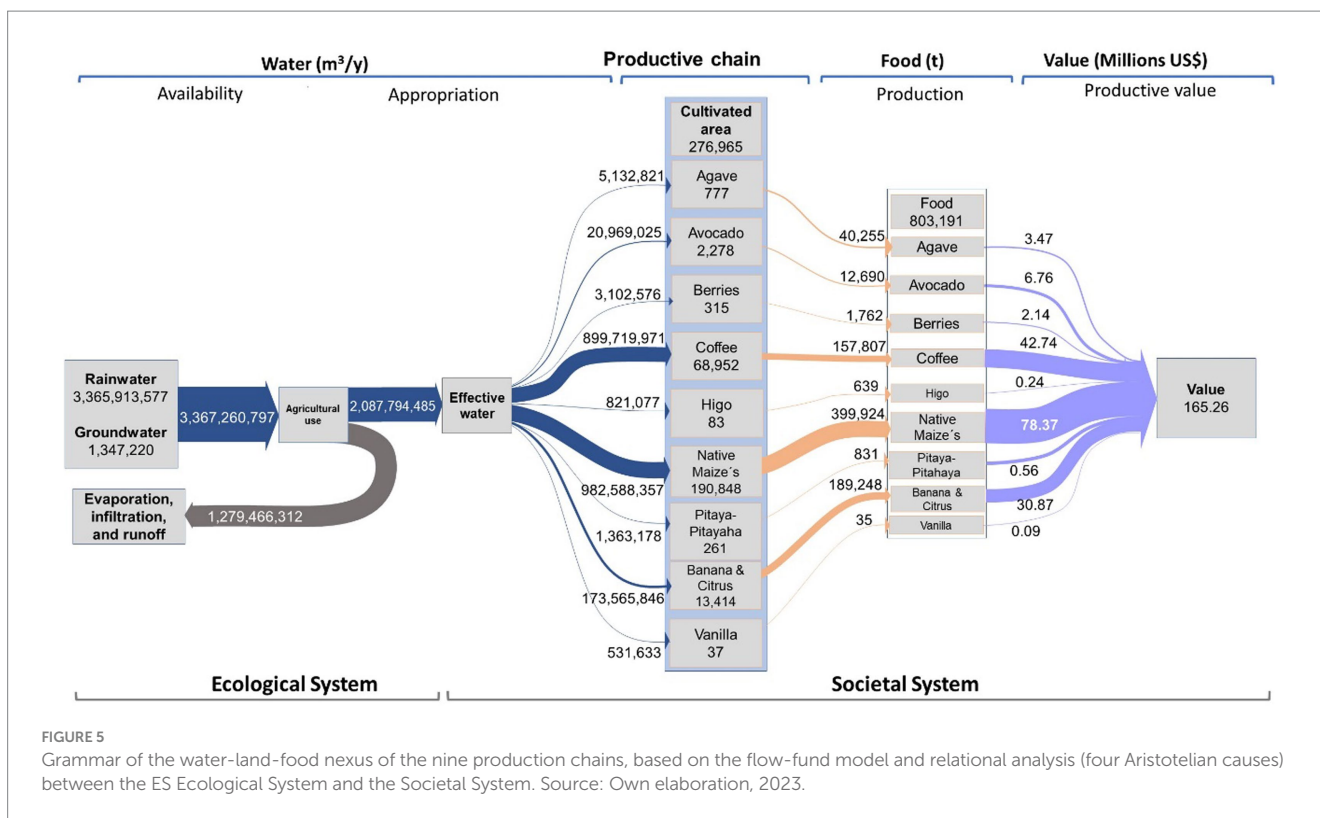 Water (m³/y)
Productive chain
Food (t)
Value (Millions US$)
Availability
Appropriation
Production
Productive value
Cultivated
area
276,965
5,132,821
Agave
777
20,969,025
Avocado
2,278
3,102,576
Berries
315
899,719,971
Coffee
68,952
821,077
Higo
83
982,588,357
Native
Maize´s
190,848
1,363,178
Pitaya-
Pitayaha
261
173,565,846
Banana &
Citrus
13,414
531,633
Vanilla
37
Rainwater
3,365,913,577
Groundwater
1,347,220
3,367,260,797
Agricultural
use
2,087,794,485
Effective
water
Evaporation,
infiltration,
and runoff
1,279,466,312
Food
803,191
40,255
Agave
3.47
12,690
Avocado
6.76
1,762
Berries
2.14
157,807
Coffee
42.74
639
Higo
0.24
399,924
Native
Maize´s
78.37
831
Pitaya-
Pitahaya
0.56
189,248
Banana &
Citrus
30.87
35
Vanilla
0.09
Value
165.26
Ecological System
Societal System
FIGURE 5
Grammar of the water-land-food nexus of the nine production chains, based on the flow-fund model and relational analysis (four Aristotelian causes)
between the ES Ecological System and the Societal System. Source: Own elaboration, 2023.